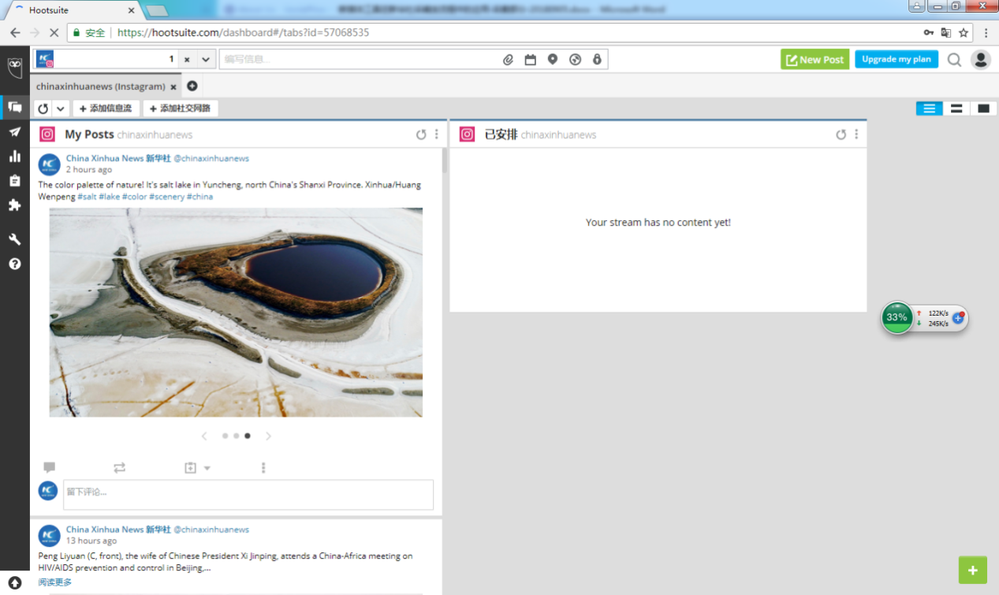 Hootsuite
安全 https://hootsuite.com/dashboard#/tabs?id=57068535
1
编写信息...
New Post
Upgrade my plan
chinaxinhuanews (Instagram)
添加信息流
添加社交网路
My Posts chinaxinhuanews
China Xinhua News 新华社 @chinaxinhuanews
2 hours ago
The color palette of nature! It's salt lake in Yuncheng, north China's Shanxi Province. Xinhua/Huang
Wenpeng #salt #lake #color #scenery #china
留下评论...
China Xinhua News 新华社 @chinaxinhuanews
13 hours ago
Peng Liyuan (C, front), the wife of Chinese President Xi Jinping, attends a China-Africa meeting on
HIV/AIDS prevention and control in Beijing,...
阅读更多
已安排 chinaxinhuanews
Your stream has no content yet!
33%
122K/s
245K/s